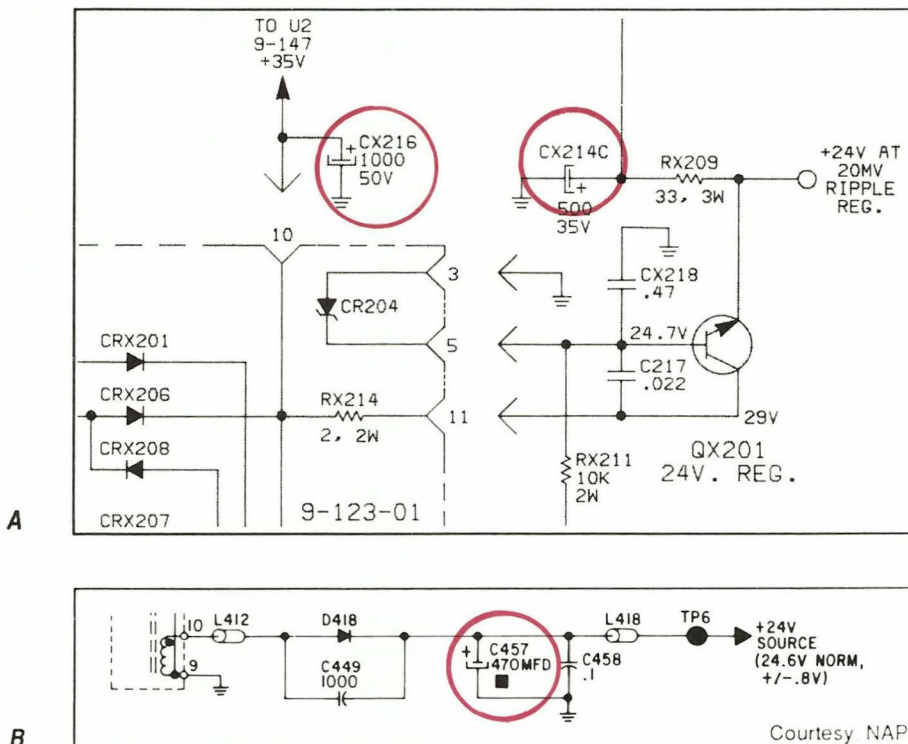 TO U2
9-147
+35V
+
CX216
1000
50V
CX214C
+
500
35V
RX209
33, 3W
+24V AT
20MV
RIPPLE
REG.
10
3
CR204
5
CX218
.47
24.7V
C217
.022
CRX201
CRX206
RX214
2, 2W
11
29V
CRX208
RX211
10K
2W
QX201
24V. REG.
CRX207
9-123-01
A
10
9
L412
D418
C449
1000
+
C457
470MFD
C458
.1
L418
TP6
+24V
SOURCE
(24.6V NORM,
+/-.8V)
B
Courtesy NAP